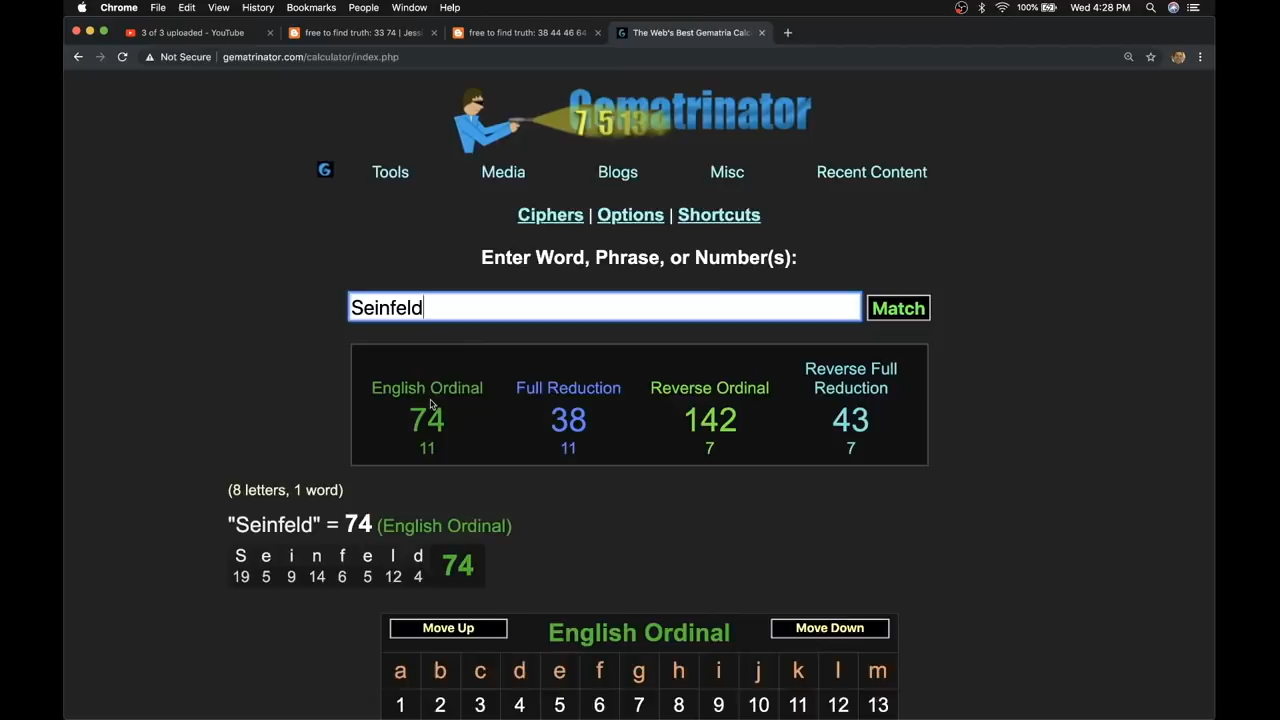 Chrome File Edit View History Bookmarks People Window Help 100% Wed 4:28 PM
3 of 3 uploaded - YouTube free to find truth: 33 74 | Jess free to find truth: 38 44 46 64 The Web's Best Gematria Calc
Not Secure gematrinator.com/calculator/index.php
Gematrinator
7 5 13
Tools Media Blogs Misc Recent Content
Ciphers | Options | Shortcuts
Enter Word, Phrase, or Number(s):
Seinfeld Match
English Ordinal Full Reduction Reverse Ordinal Reverse Full Reduction
74 38 142 43
11 11 7 7
(8 letters, 1 word)
"Seinfeld" = 74 (English Ordinal)
S e i n f e l d 74
19 5 9 14 6 5 12 4
Move Up English Ordinal Move Down
a b c d e f g h i j k l m
1 2 3 4 5 6 7 8 9 10 11 12 13